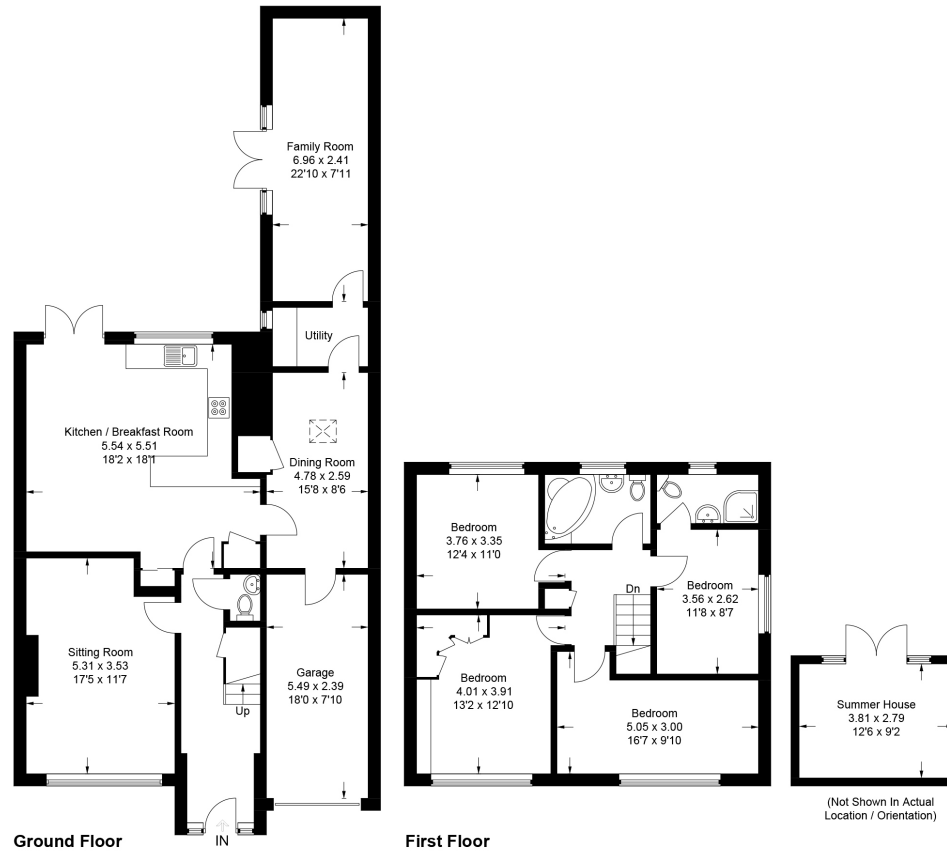 Family Room
6.96 x 2.41
22'10 x 7'11
Utility
Kitchen / Breakfast Room
5.54 x 5.51
18'2 x 18'1
Dining Room
4.78 x 2.59
15'8 x 8'6
Sitting Room
5.31 x 3.53
17'5 x 11'7
Garage
5.49 x 2.39
18'0 x 7'10
Up
IN
Ground Floor
Bedroom
3.76 x 3.35
12'4 x 11'0
Dn
Bedroom
3.56 x 2.62
11'8 x 8'7
Bedroom
4.01 x 3.91
13'2 x 12'10
Bedroom
5.05 x 3.00
16'7 x 9'10
First Floor
Summer House
3.81 x 2.79
12'6 x 9'2
(Not Shown In Actual
Location / Orientation)